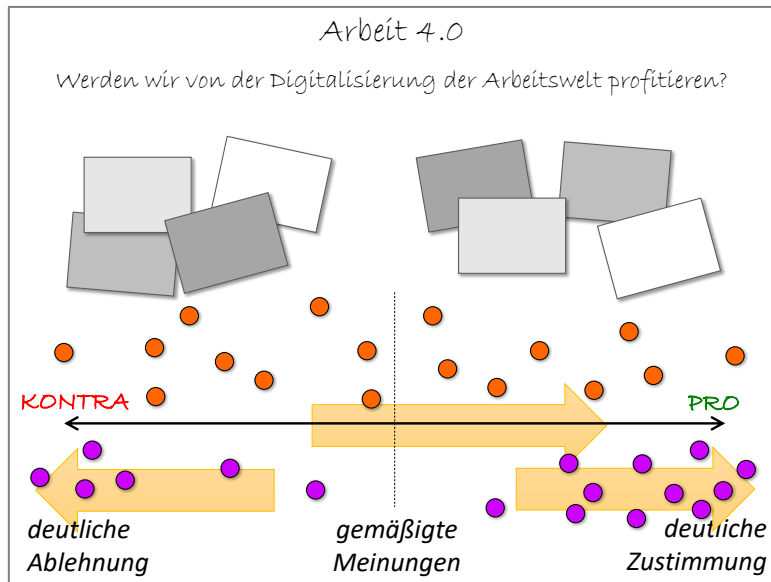 Arbeit 4.0
Werden wir von der Digitalisierung der Arbeitswelt profitieren?
KONTRA
PRO
deutliche
Ablehnung
gemäßigte
Meinungen
deutliche
Zustimmung